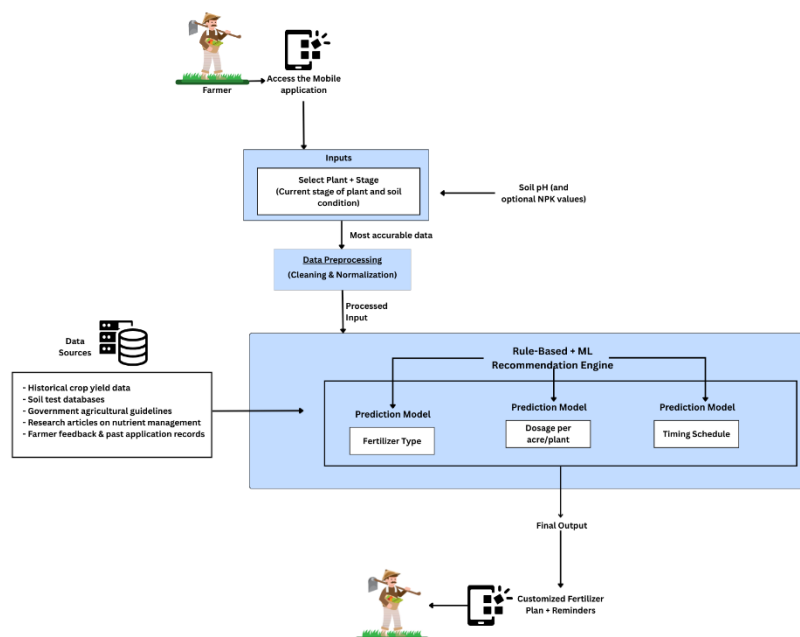 Farmer
Access the Mobile
application
Inputs
Select Plant + Stage
(Current stage of plant and soil
condition)
Soil pH (and
optional NPK values)
Most accurable data
Data Preprocessing
(Cleaning & Normalization)
Processed
Input
Data
Sources
- Historical crop yield data
- Soil test databases
- Government agricultural guidelines
- Research articles on nutrient management
- Farmer feedback & past application records
Rule-Based + ML
Recommendation Engine
Prediction Model
Fertilizer Type
Prediction Model
Dosage per
acre/plant
Prediction Model
Timing Schedule
Final Output
Customized Fertilizer
Plan + Reminders